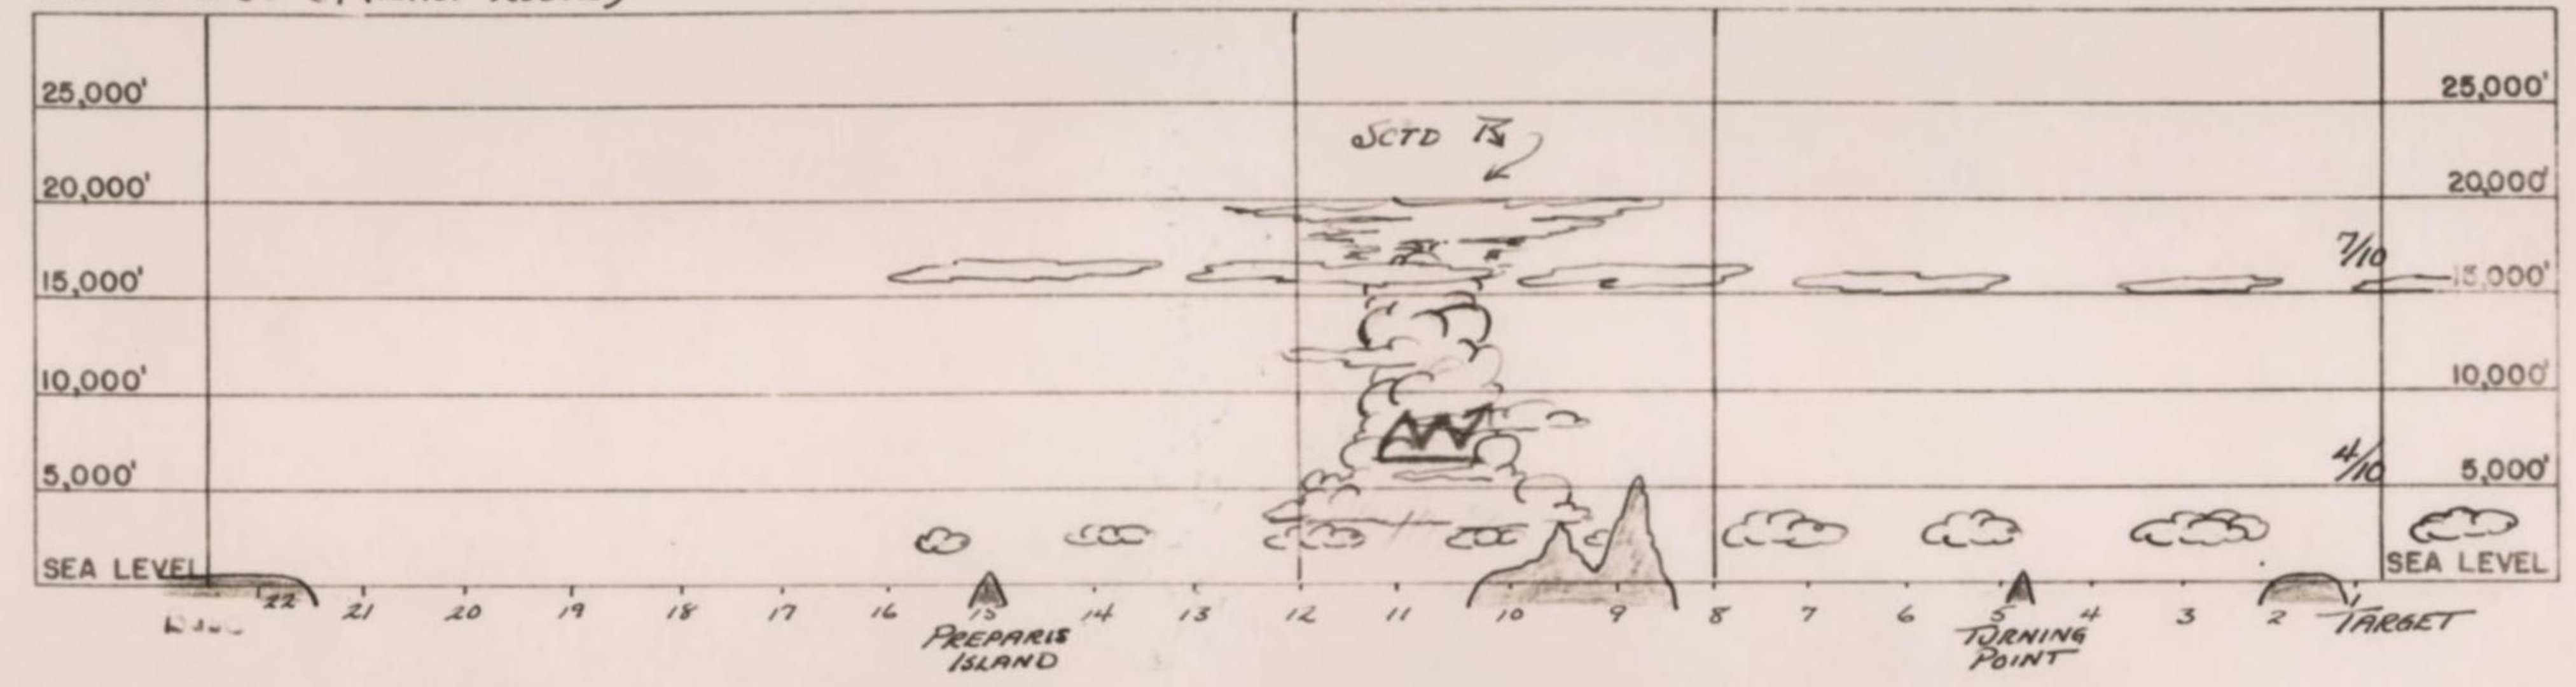 25,000' 25,000'
SCTD
20,000' 20,000'
7/10
15,000' 15,000'
10,000' 10,000'
4/10
5,000' 5,000'
SEA LEVEL SEA LEVEL
22 21 20 19 18 17 16 15 14 13 12 11 10 9 8 7 6 5 4 3 2 1
PREPARIS TURNING TARGET
ISLAND POINT